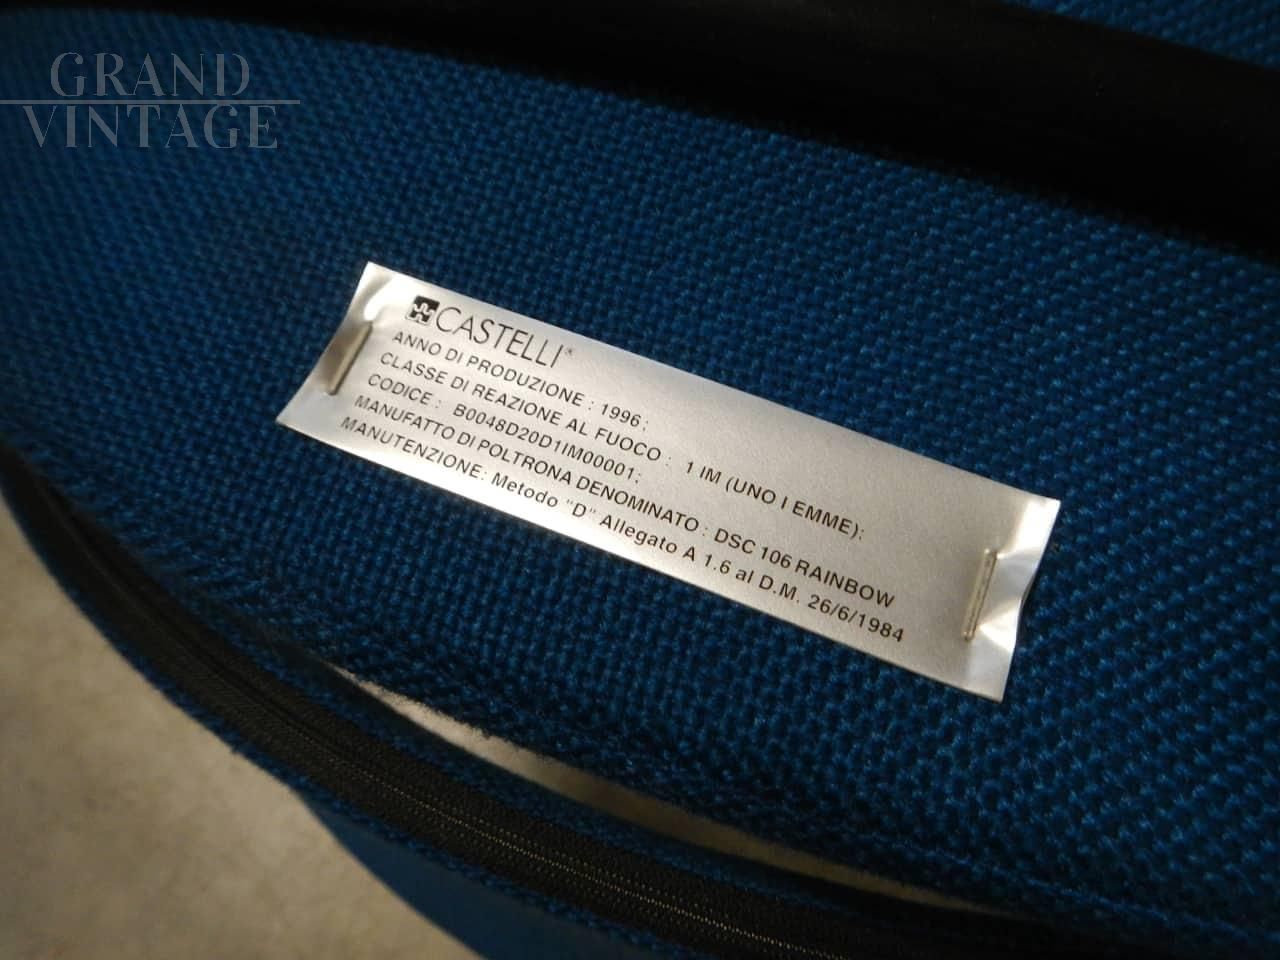 GRAND
VINTAGE
CASTELLI®
ANNO DI PRODUZIONE : 1996;
CLASSE DI REAZIONE AL FUOCO : 1 IM (UNO I EMME);
CODICE : B0048D20D1IM00001;
MANUFATTO DI POLTRONA DENOMINATO : DSC 106 RAINBOW
MANUTENZIONE: Metodo "D" Allegato A 1.6 al D.M. 26/6/1984